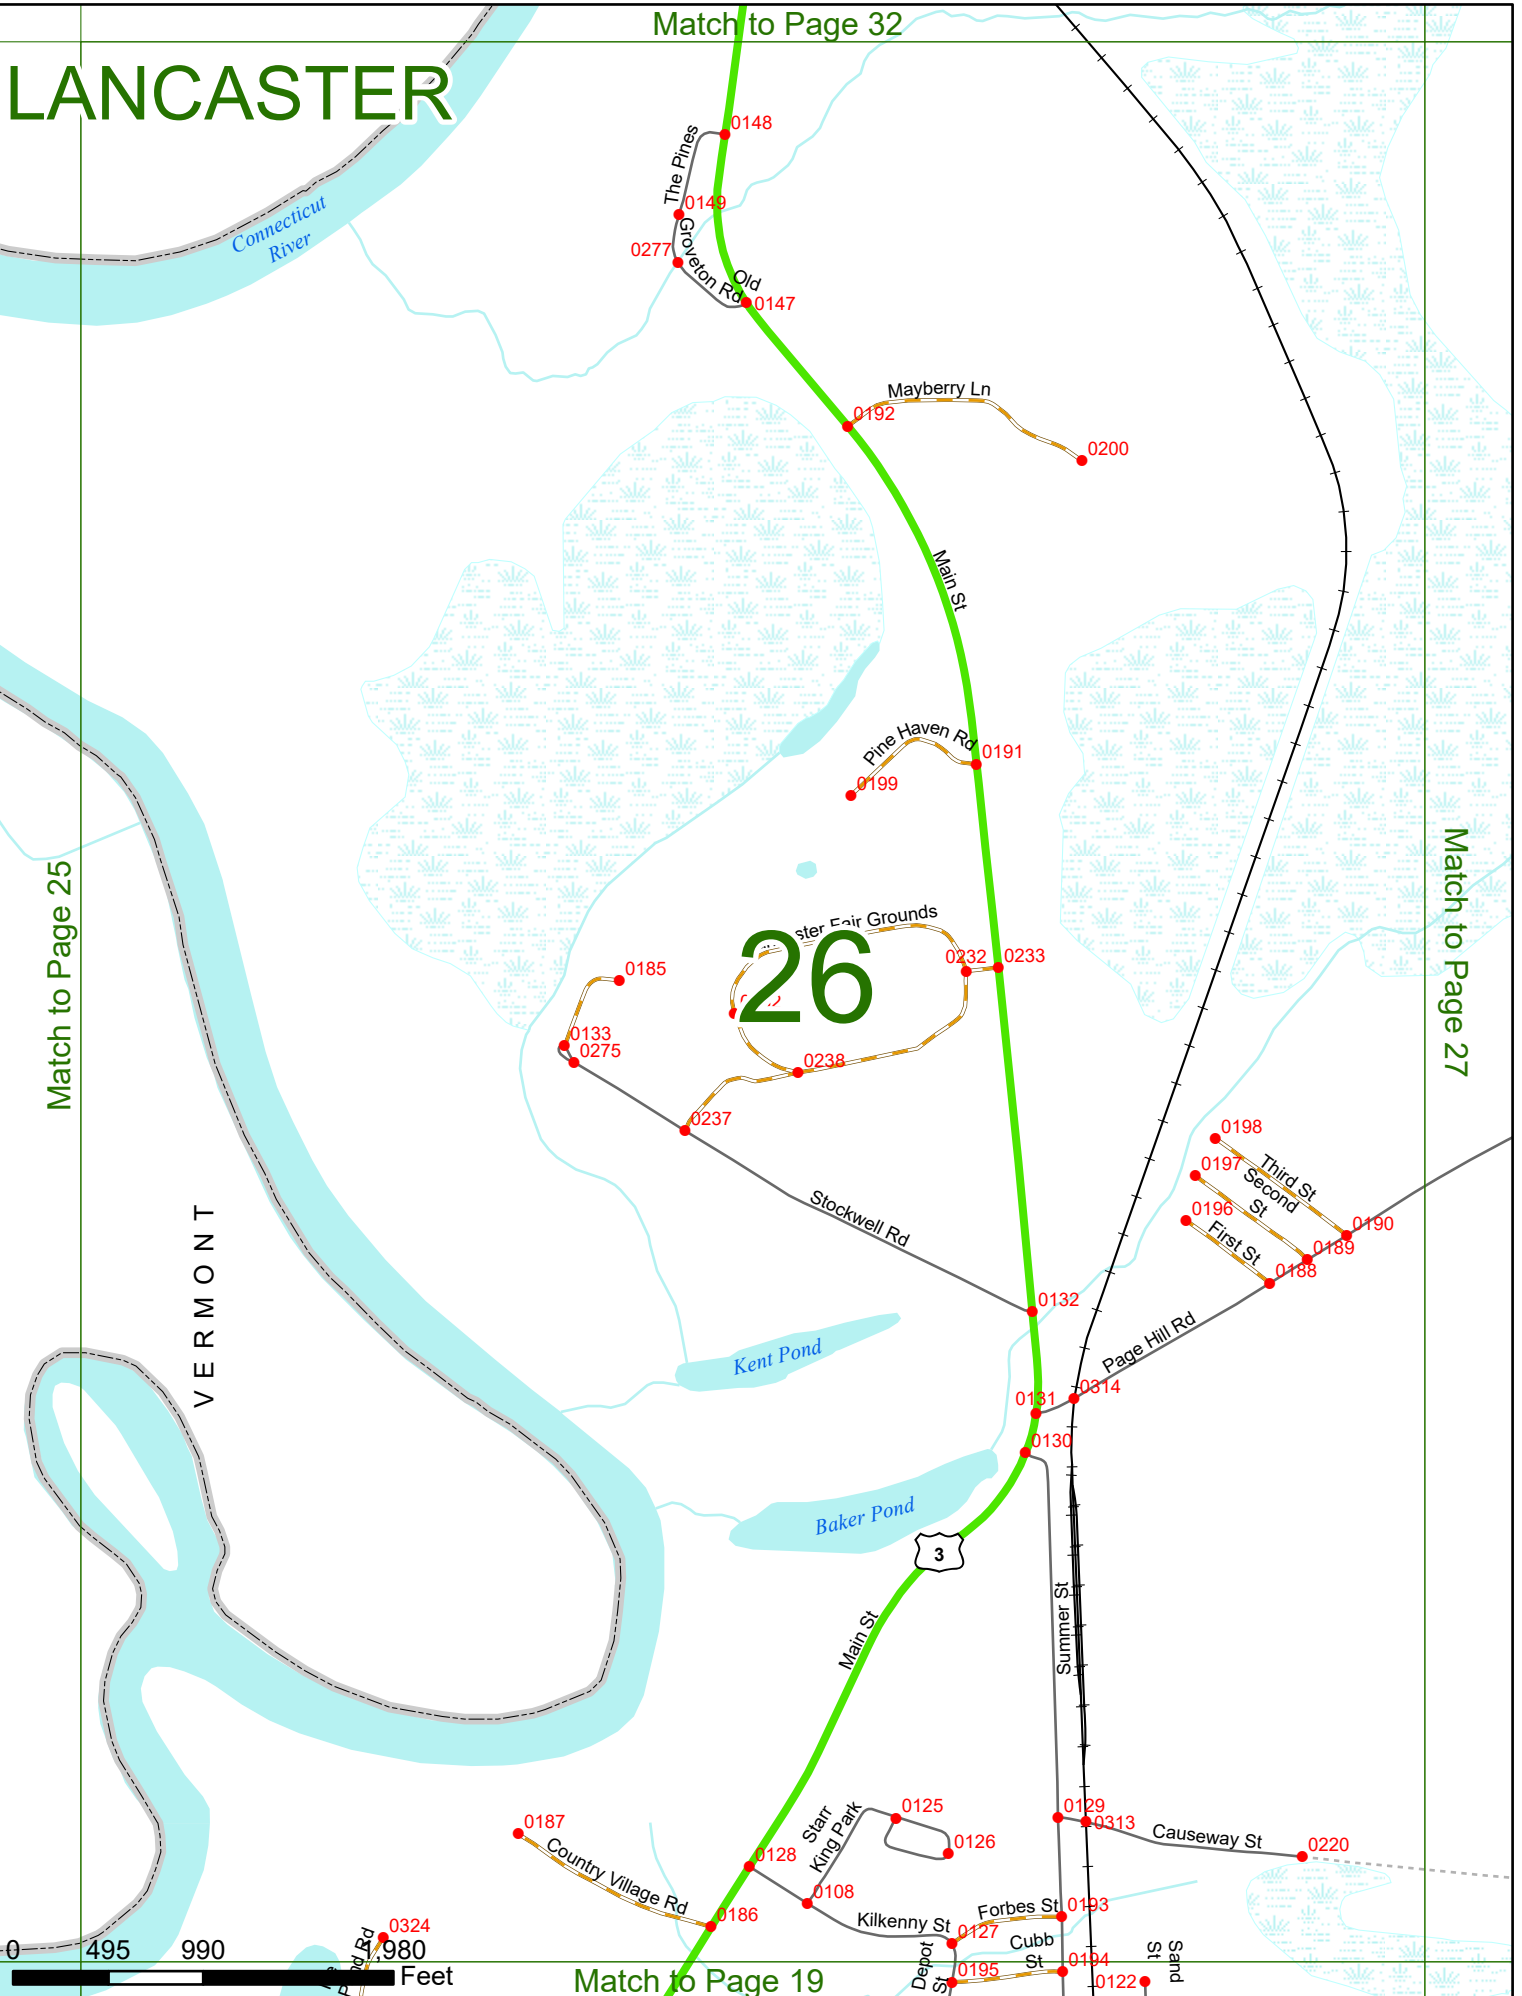 Match to Page 32
LANCASTER
0148
The Pines
0149
Connecticut
River
0277
Groveton Rd
Old
0147
Mayberry Ln
0192
0200
Main St
Pine Haven Rd
0191
0199
Match to Page 25
Match to Page 27
Fair Grounds
26
0232
0233
0185
0133
0275
0238
0237
0198
Third St
0197
Second
St
0196
First St
0190
0189
0188
Stockwell Rd
VERMONT
0132
Page Hill Rd
Kent Pond
0314
0131
0130
Baker Pond
3
Summer St
Main St
0187
Country Village Rd
Starr
King Park
0125
0126
0129
0313
Causeway St
0220
0128
0108
0186
Kilkenny St
Forbes St
0193
0127
Cubb
St
0194
Depot
St
0195
0122
Sand
St
0324
Pond Rd
0 495 990 1,980
Feet
Match to Page 19